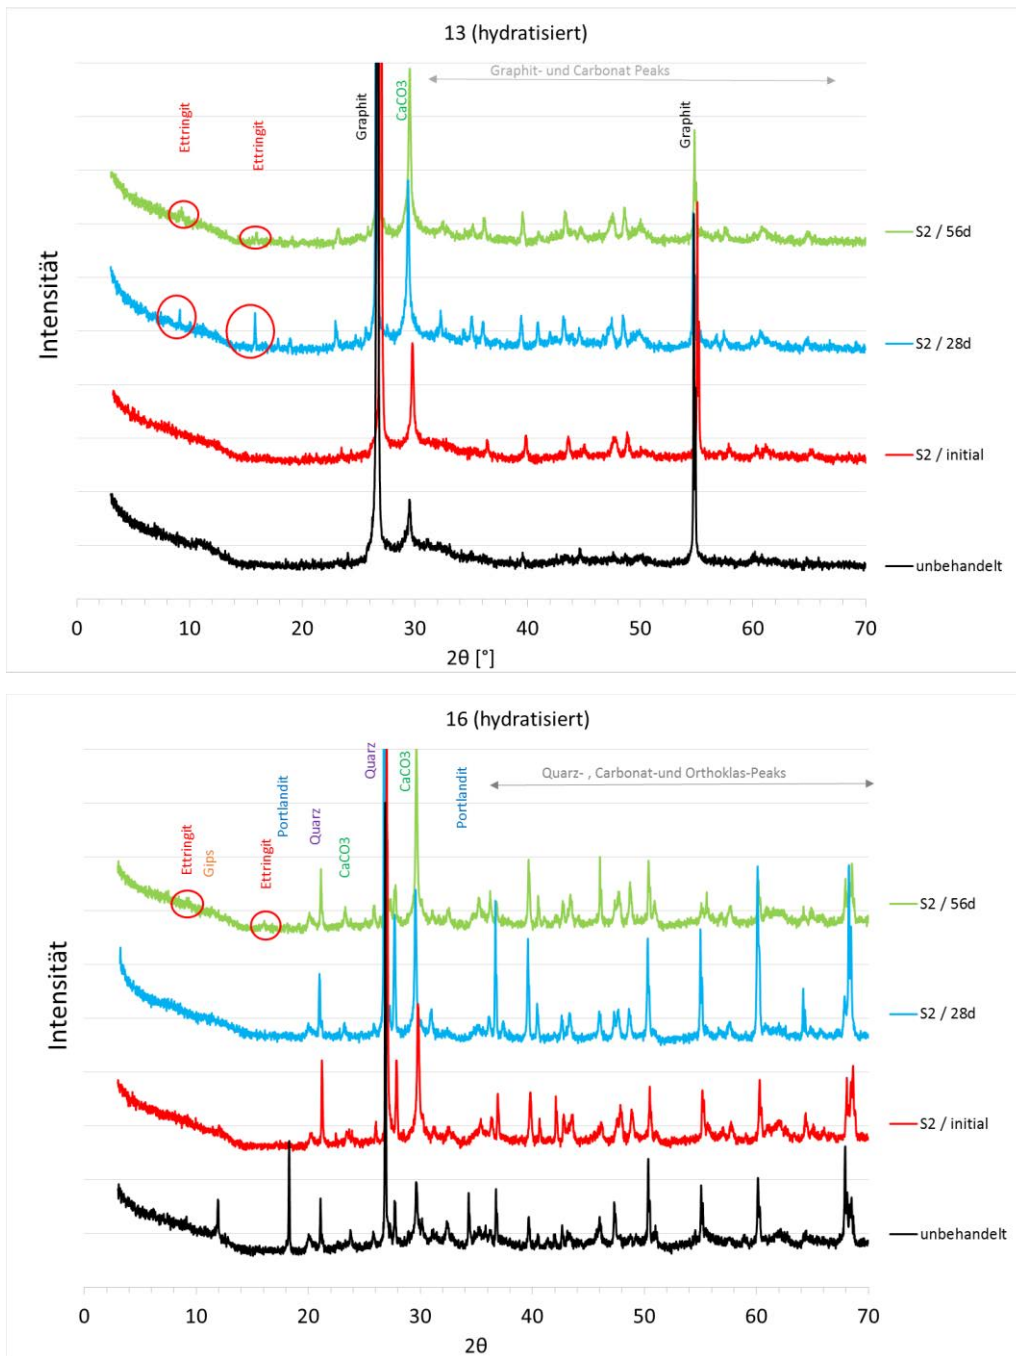 13 (hydratisiert)
Graphit- und Carbonat Peaks
Ettringit
Ettringit
Graphit
CaCO3
Graphit
Intensität
S2 / 56d
S2 / 28d
S2 / initial
unbehandelt
0 10 20 30 40 50 60 70
2θ [°]
16 (hydratisiert)
Quarz- , Carbonat-und Orthoklas-Peaks
Ettringit
Gips
Ettringit
Portlandit
Quarz
CaCO3
Quarz
CaCO3
Portlandit
Intensität
S2 / 56d
S2 / 28d
S2 / initial
unbehandelt
0 10 20 30 40 50 60 70
2θ